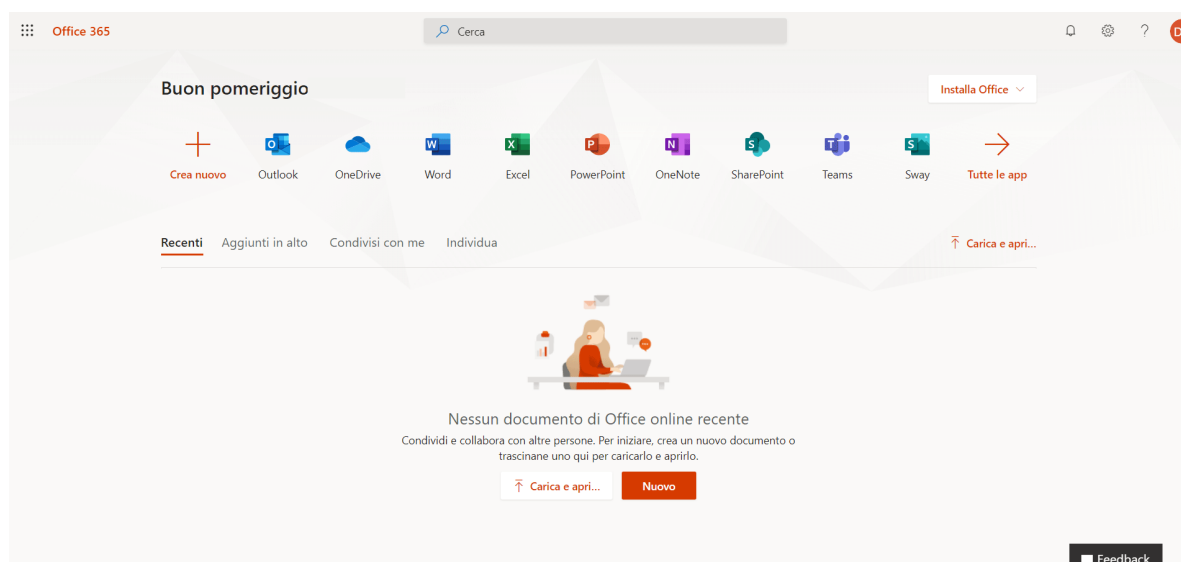 Office 365
Cerca
?
D
Buon pomeriggio
Installa Office
Crea nuovo
Outlook
OneDrive
Word
Excel
PowerPoint
OneNote
SharePoint
Teams
Sway
Tutte le app
Recenti
Aggiunti in alto
Condivisi con me
Individua
Carica e apri...
Nessun documento di Office online recente
Condividi e collabora con altre persone. Per iniziare, crea un nuovo documento o
trascinane uno qui per caricarlo e aprirlo.
Carica e apri...
Nuovo
Feedback